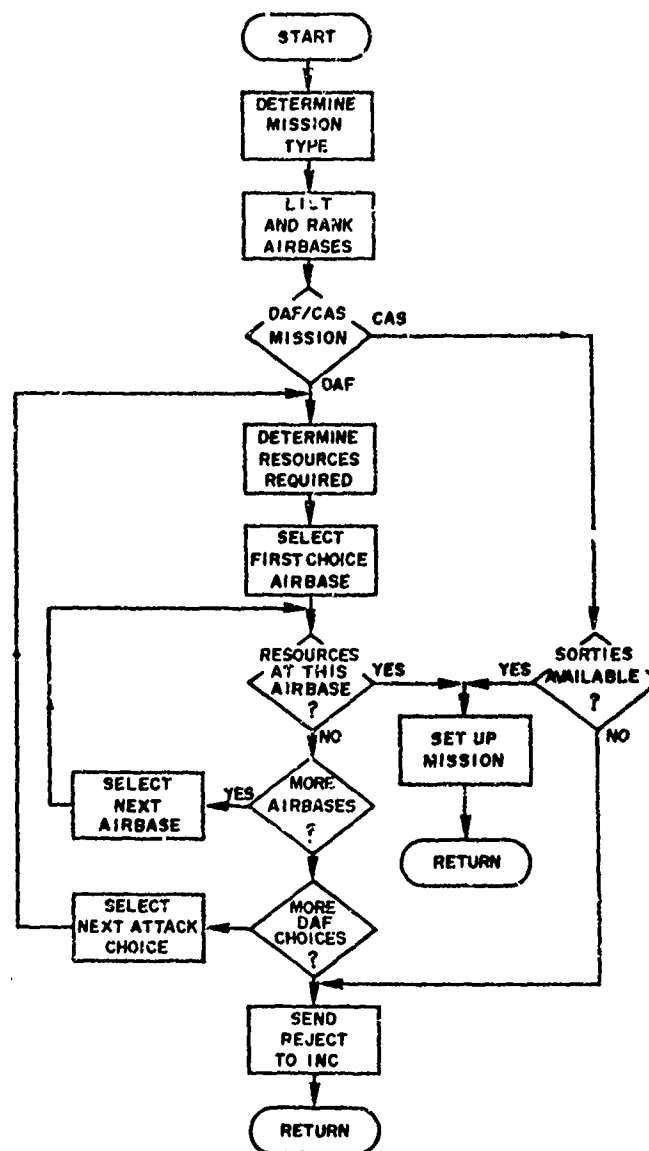 START
DETERMINE
MISSION
TYPE
AND RANK
AIRBASES
DAF/CAS
MISSION
CAS
DAF
DETERMINE
RESOURCES
REQUIRED
SELECT
FIRST CHOICE
AIRBASE
RESOURCES
AT THIS
AIRBASE
?
YES
NO
YES
SORTIES
AVAILABLE
?
NO
SET UP
MISSION
RETURN
MORE
AIRBASES
?
YES
SELECT
NEXT
AIRBASE
MORE
DAF
CHOICES
?
SELECT
NEXT ATTACK
CHOICE
SEND
REJECT
TO INC
RETURN